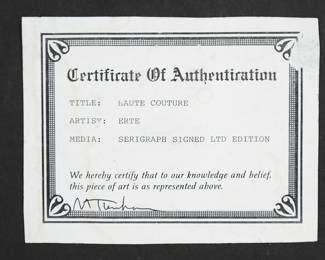 Certificate Of Authentication
TITLE: HAUTE COUTURE
ARTIST: ERTE
MEDIA: SERIGRAPH SIGNED LTD EDITION
We hereby certify that to our knowledge and belief,
this piece of art is as represented above.